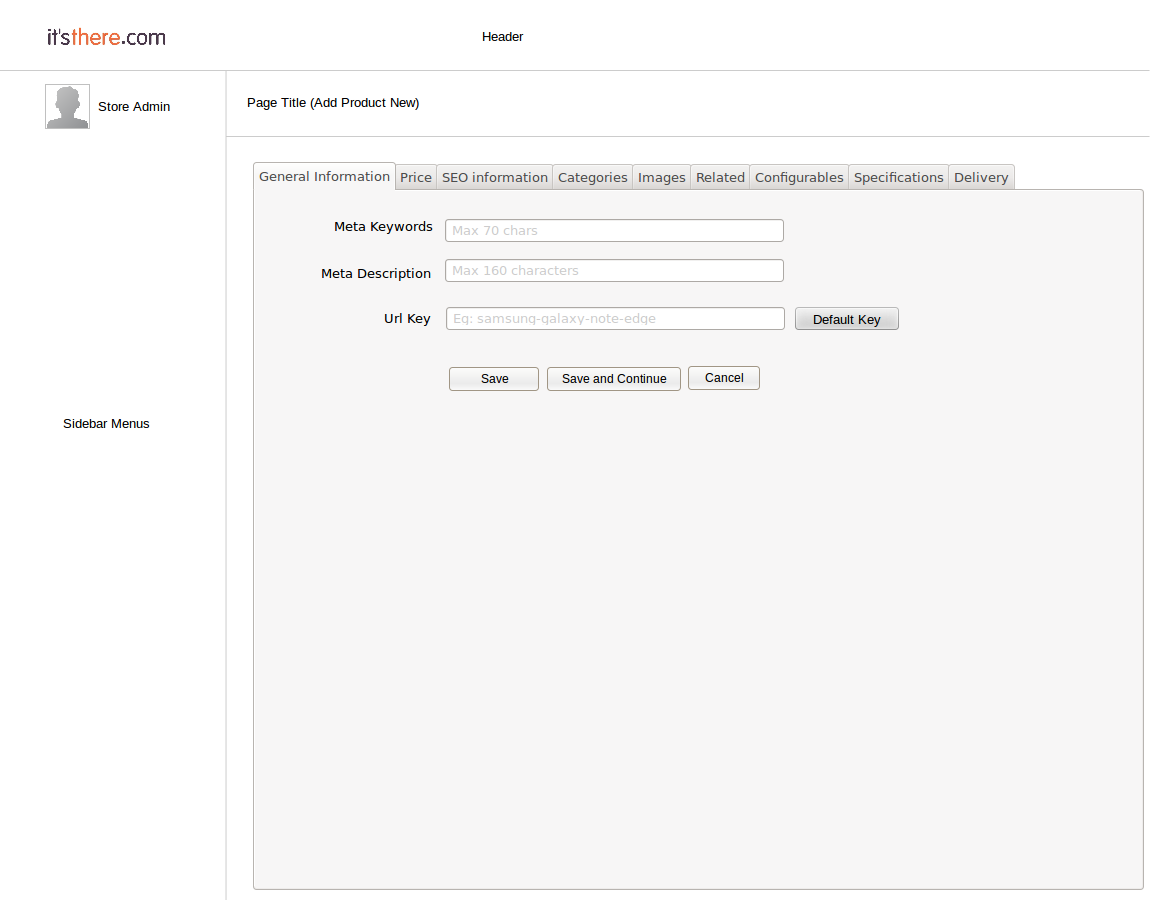 it'sthere.com
Header
Store Admin
Page Title (Add Product New)
General Information Price SEO information Categories Images Related Configurables Specifications Delivery
Meta Keywords Max 70 chars
Meta Description Max 160 characters
Url Key Eg: samsung-galaxy-note-edge Default Key
Save Save and Continue Cancel
Sidebar Menus